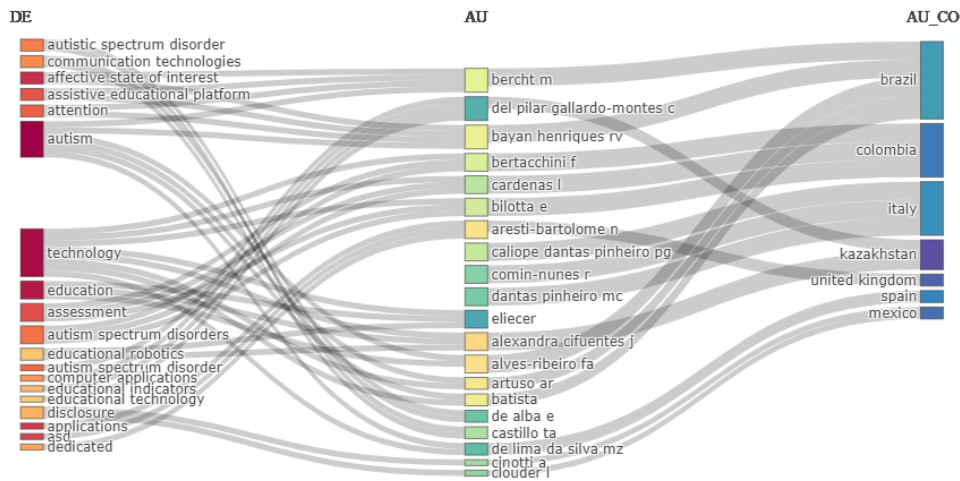 DE
AU
AU_CO
autistic spectrum disorder
communication technologies
affective state of interest
assistive educational platform
attention
autism
technology
education
assessment
autism spectrum disorders
educational robotics
autism spectrum disorder
computer applications
educational indicators
educational technology
disclosure
applications
asd
dedicated
bercht m
del pilar gallardo-montes c
bayan henriques rv
bertacchini f
cardenas l
bilotta e
aresti-bartolome n
caliope dantas pinheiro pg
comin-nunes r
dantas pinheiro mc
eliecer
alexandra cifuentes j
alves-ribeiro fa
artuso ar
batista
de alba e
castillo ta
de lima da silva mz
cinotti a
clouder l
brazil
colombia
italy
kazakhstan
united kingdom
spain
mexico